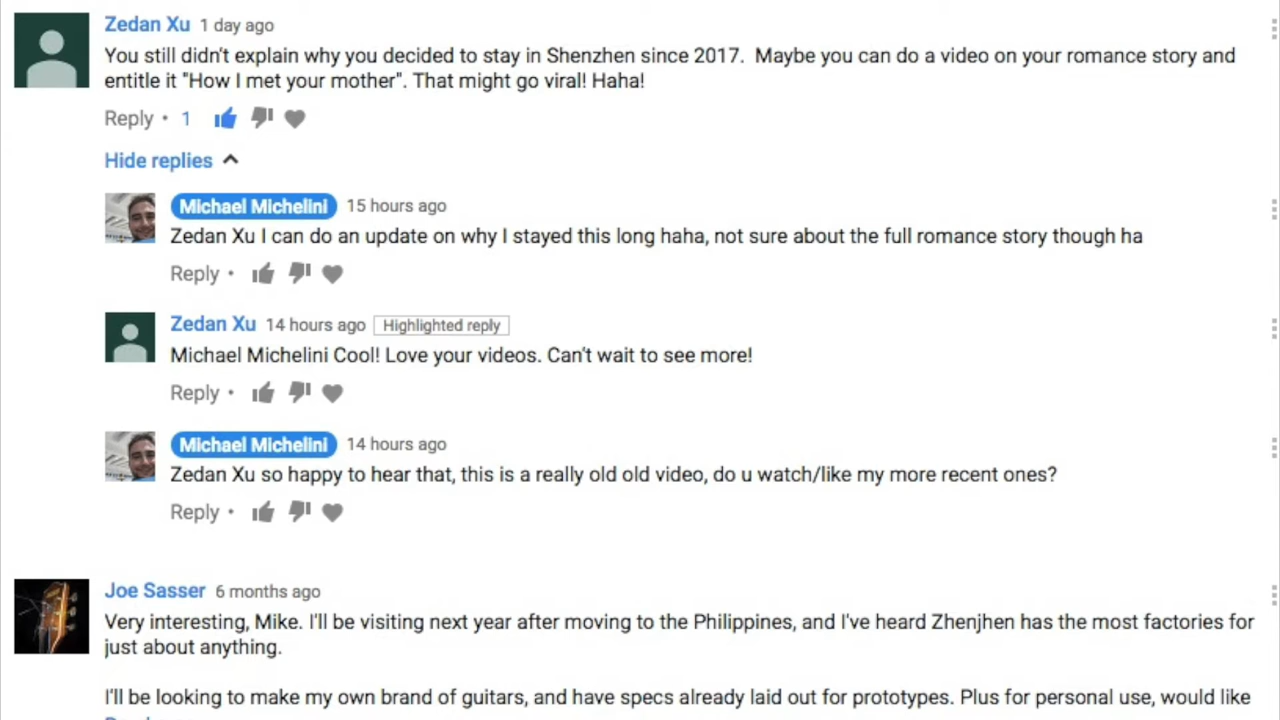 Zedan Xu 1 day ago
You still didn't explain why you decided to stay in Shenzhen since 2017. Maybe you can do a video on your romance story and
entitle it "How I met your mother". That might go viral! Haha!
Reply • 1
Hide replies
Michael Michelini 15 hours ago
Zedan Xu I can do an update on why I stayed this long haha, not sure about the full romance story though ha
Reply •
Zedan Xu 14 hours ago Highlighted reply
Michael Michelini Cool! Love your videos. Can't wait to see more!
Reply •
Michael Michelini 14 hours ago
Zedan Xu so happy to hear that, this is a really old old video, do u watch/like my more recent ones?
Reply •
Joe Sasser 6 months ago
Very interesting, Mike. I'll be visiting next year after moving to the Philippines, and I've heard Zhenjhen has the most factories for
just about anything.
I'll be looking to make my own brand of guitars, and have specs already laid out for prototypes. Plus for personal use, would like